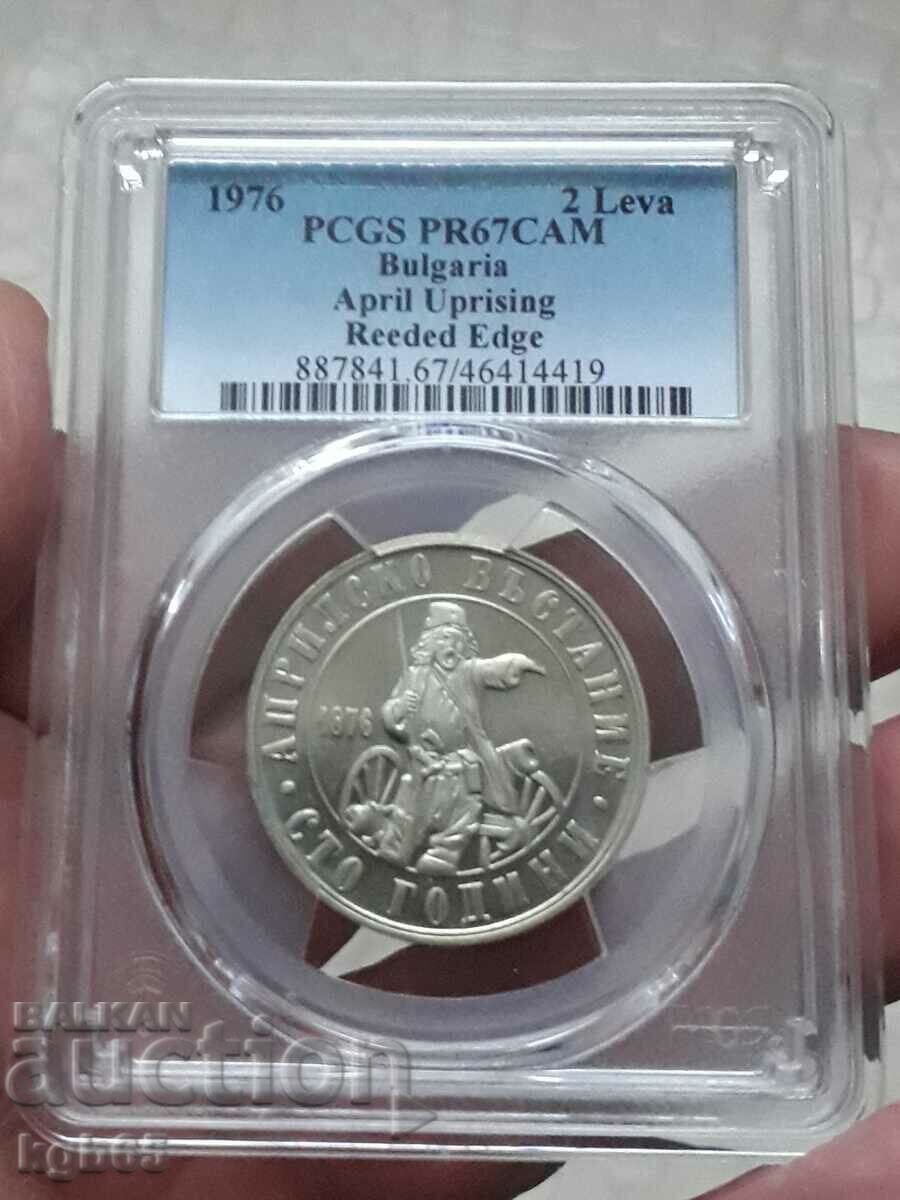 1976 2 Leva
PCGS PR67CAM
Bulgaria
April Uprising
Reeded Edge
887841.67/46414419
АПРИЛСКО ВЪСТАНИЕ
1876
• СТО ГОДИНИ •
BALKAN
auction
kgb65